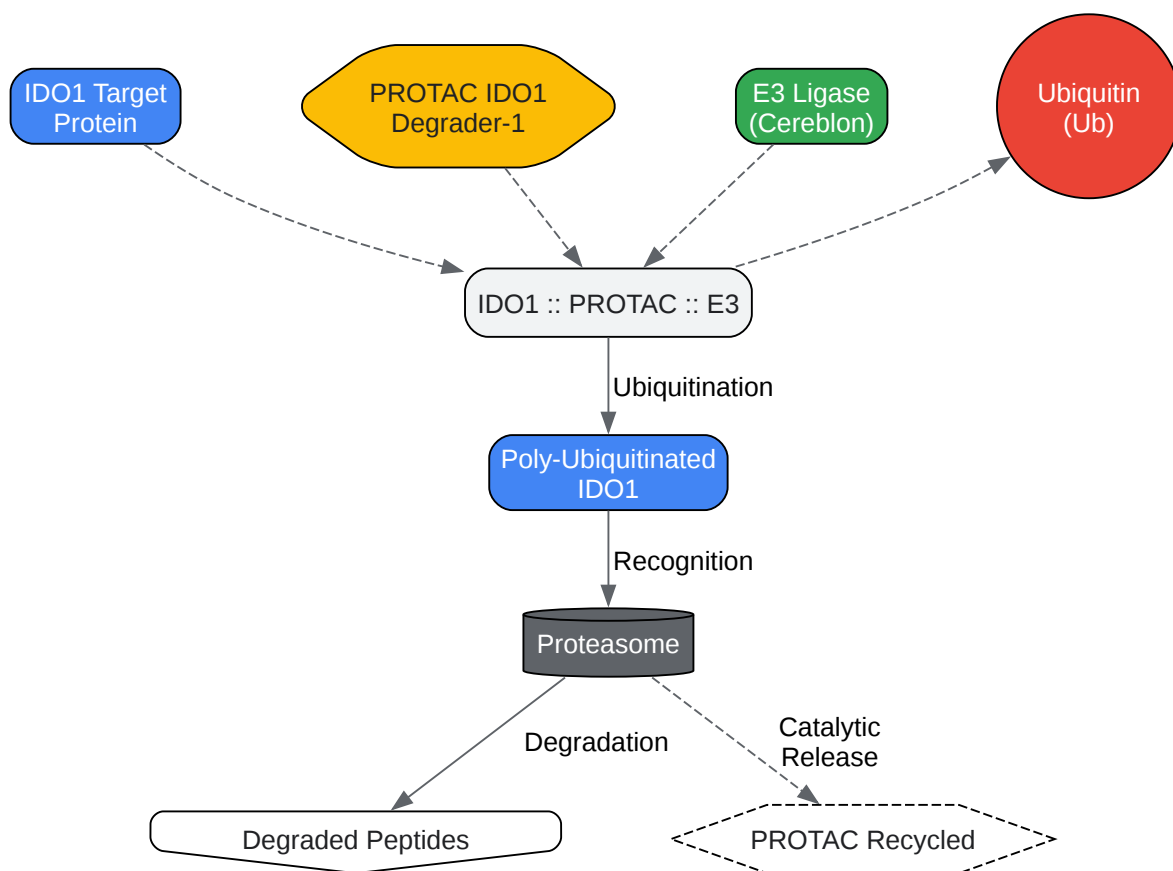 IDO1 Target
Protein
PROTAC IDO1
Degrader-1
E3 Ligase
(Cereblon)
Ubiquitin
(Ub)
IDO1 :: PROTAC :: E3
Ubiquitination
Poly-Ubiquitinated
IDO1
Recognition
Proteasome
Degradation
Catalytic
Release
Degraded Peptides
PROTAC Recycled